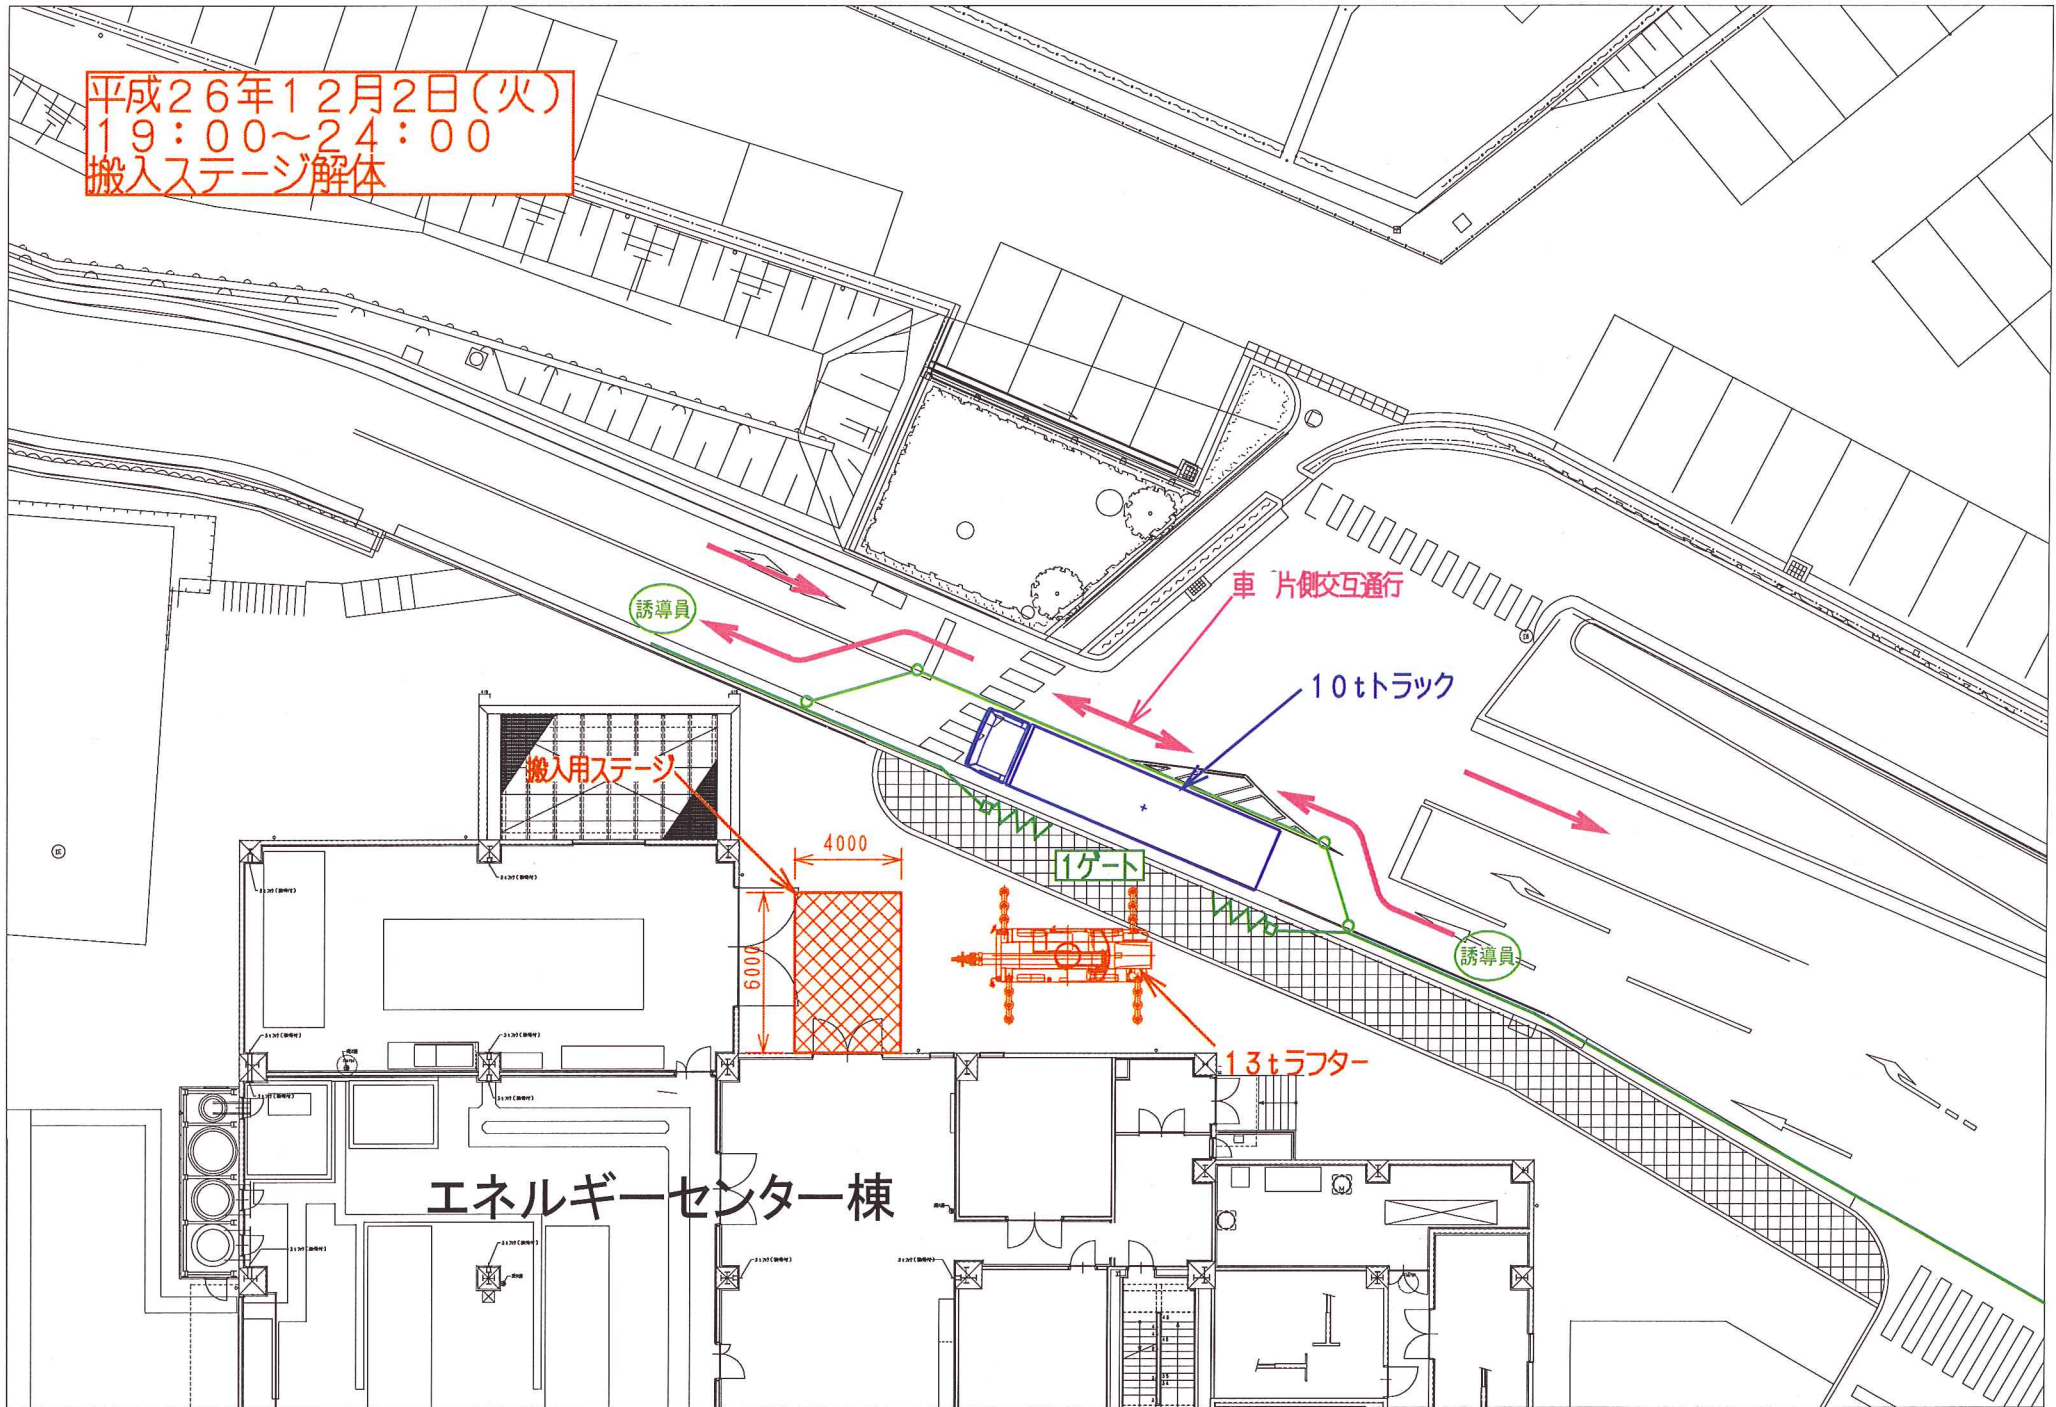 平成26年12月2日(火)
19:00～24:00
搬入ステージ解体
車 片側交互通行
誘導員
10tトラック
搬入用ステージ
4000
1ゲート
6000
誘導員
13tラフター
エネルギーセンター棟